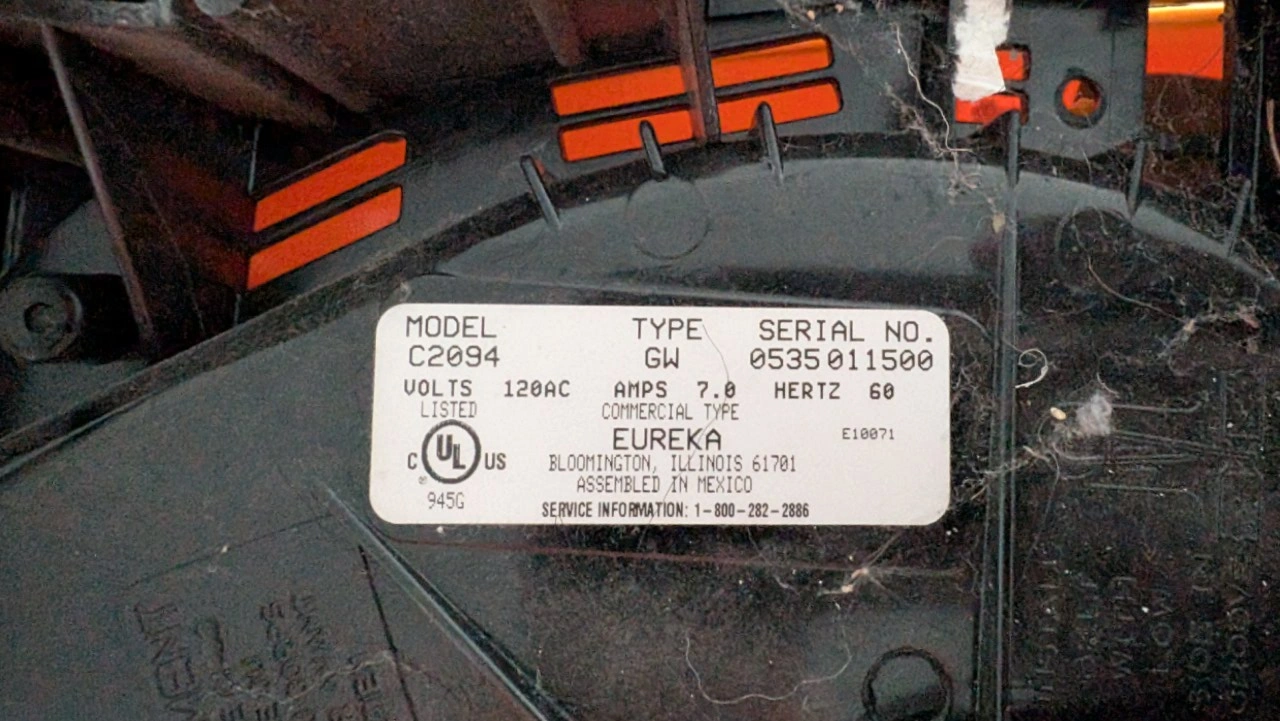 MODEL TYPE SERIAL NO.
C2094 GW 0535011500
VOLTS 120AC AMPS 7.0 HERTZ 60
LISTED COMMERCIAL TYPE
EUREKA E10071
C UL US
®
BLOOMINGTON, ILLINOIS 61701
ASSEMBLED IN MEXICO
945G
SERVICE INFORMATION: 1-800-282-2886